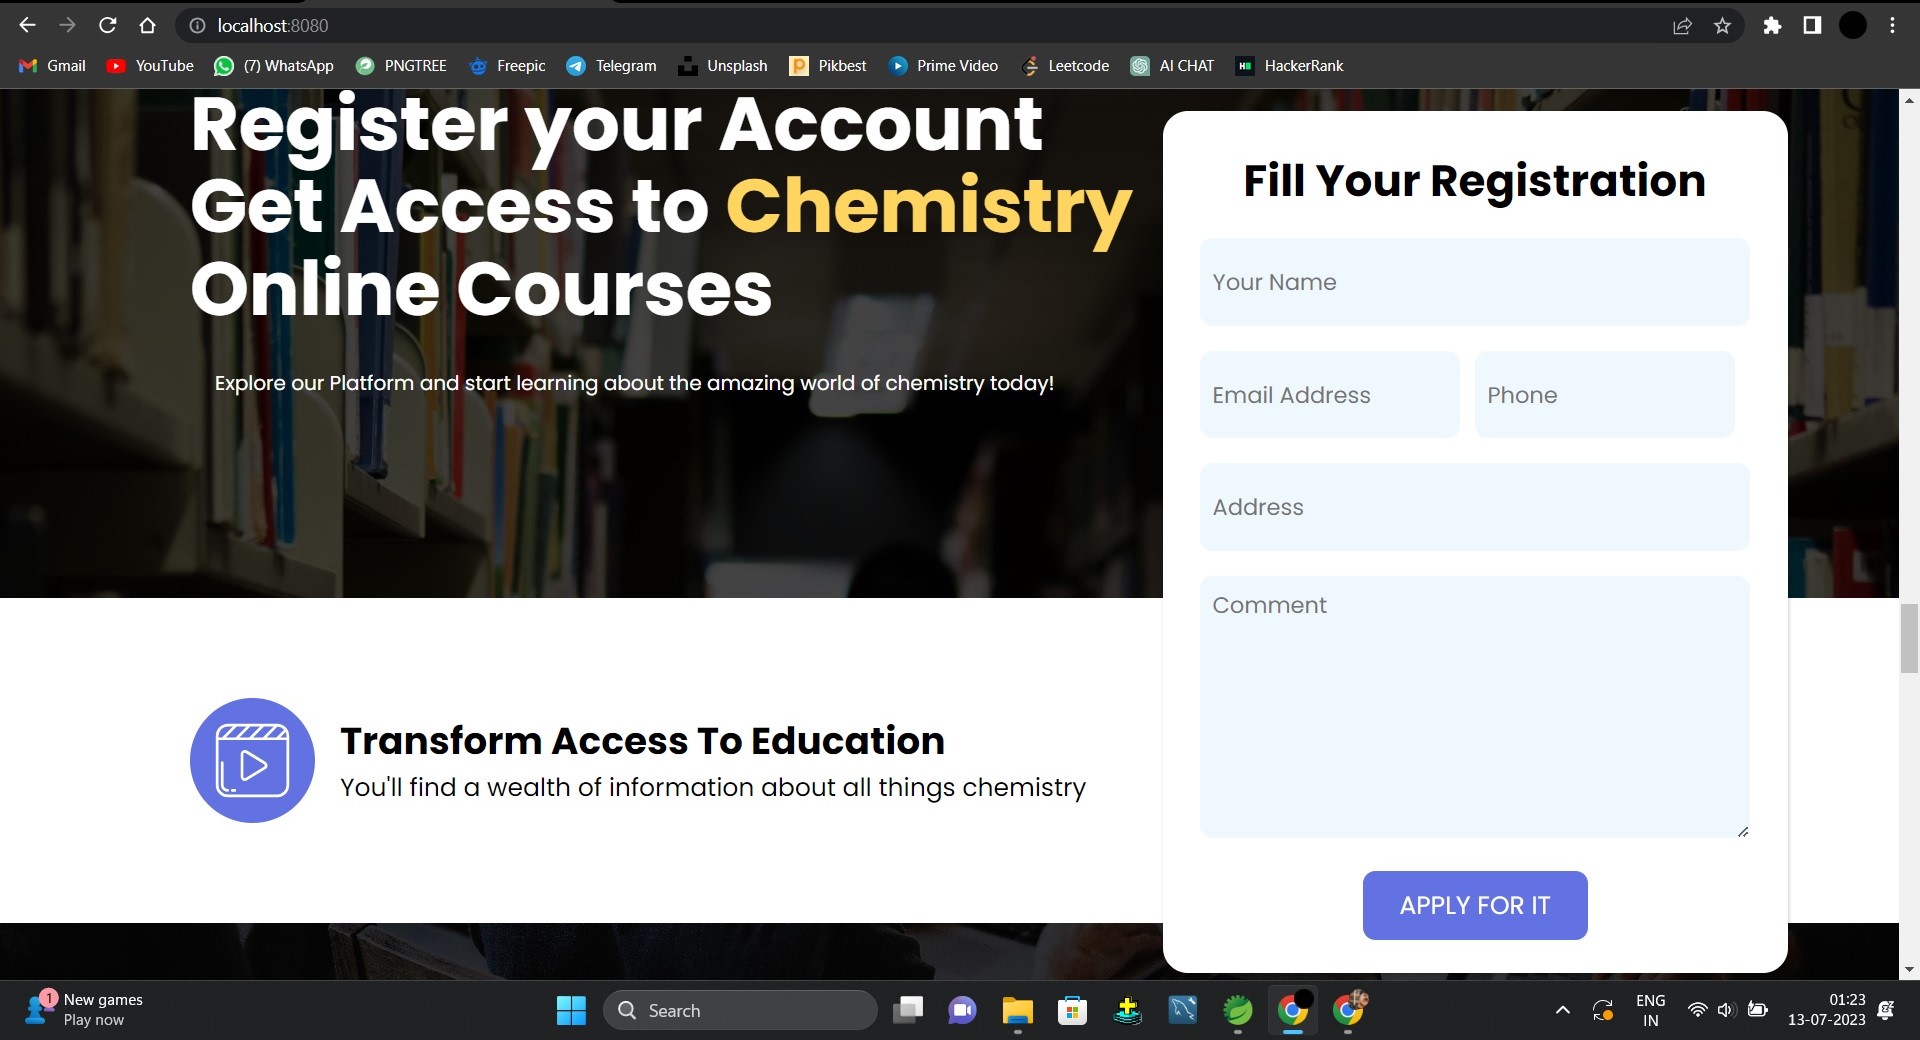 localhost:8080
Gmail YouTube (7) WhatsApp PNGTREE Freepic Telegram Unsplash Pikbest Prime Video Leetcode AI CHAT HackerRank
Register your Account
Get Access to Chemistry
Online Courses
Explore our Platform and start learning about the amazing world of chemistry today!
Fill Your Registration
Your Name
Email Address Phone
Address
Comment
APPLY FOR IT
Transform Access To Education
You'll find a wealth of information about all things chemistry
1
New games
Play now
Search
ENG
IN
01:23
13-07-2023